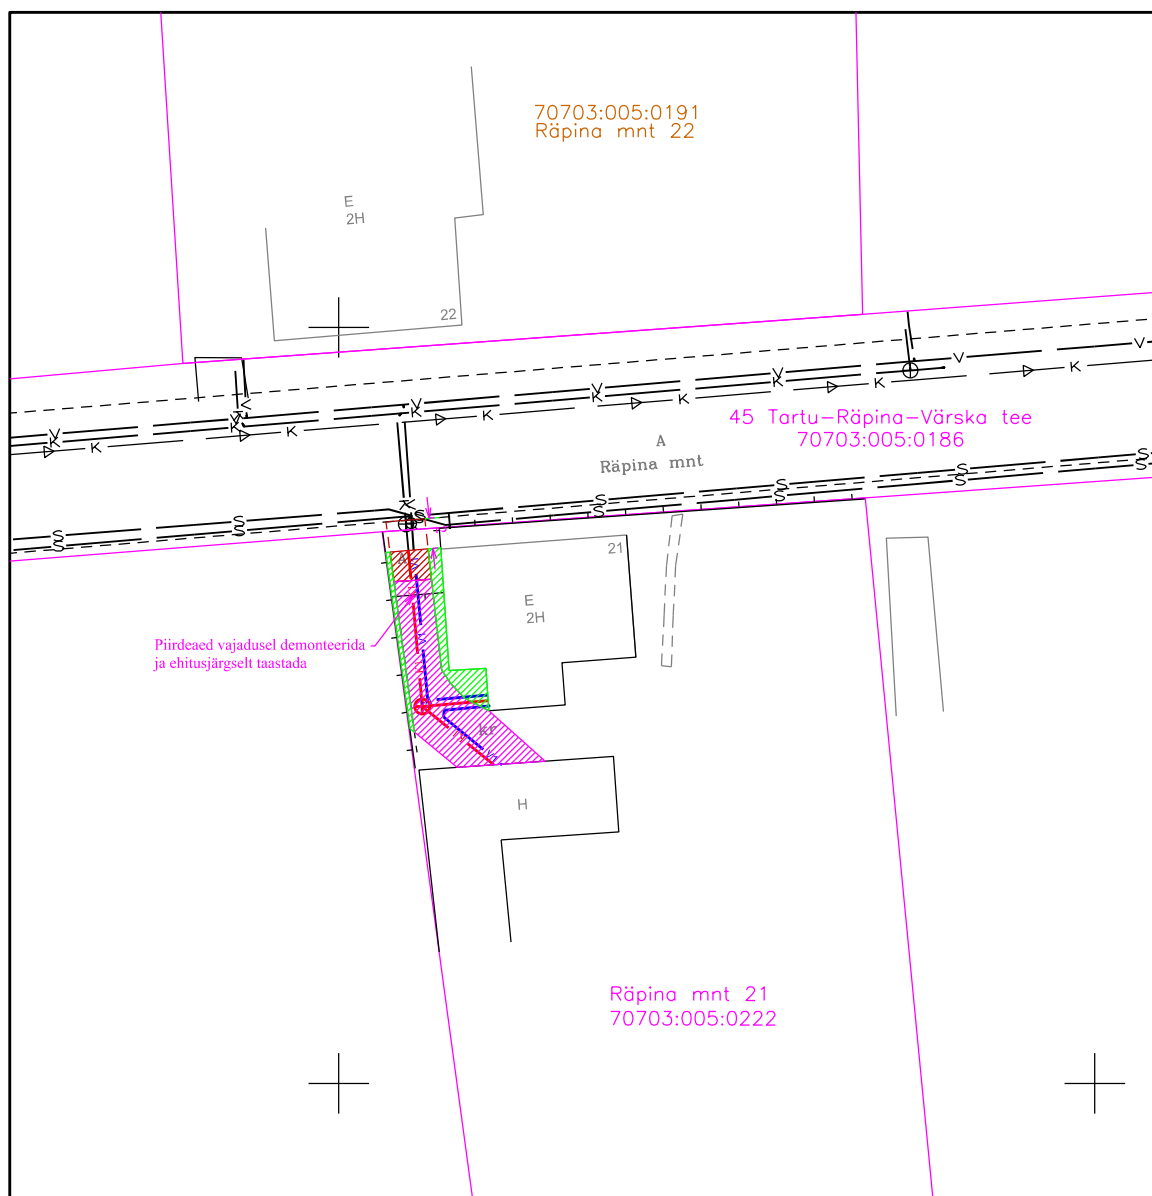 70703:005:0191
Räpina mnt 22
E
2H
22
45 Tartu-Räpina-Värska tee
70703:005:0186
A
Räpina mnt
V
V
V
V
V
V
K
K
K
K
K
K
K
K
K
K
S
S
S
S
S
S
S
S
S
S
S
S
21
E
2H
Piirdeaed vajadusel demonteerida
ja ehitusjärgselt taastada
kr
H
Räpina mnt 21
70703:005:0222